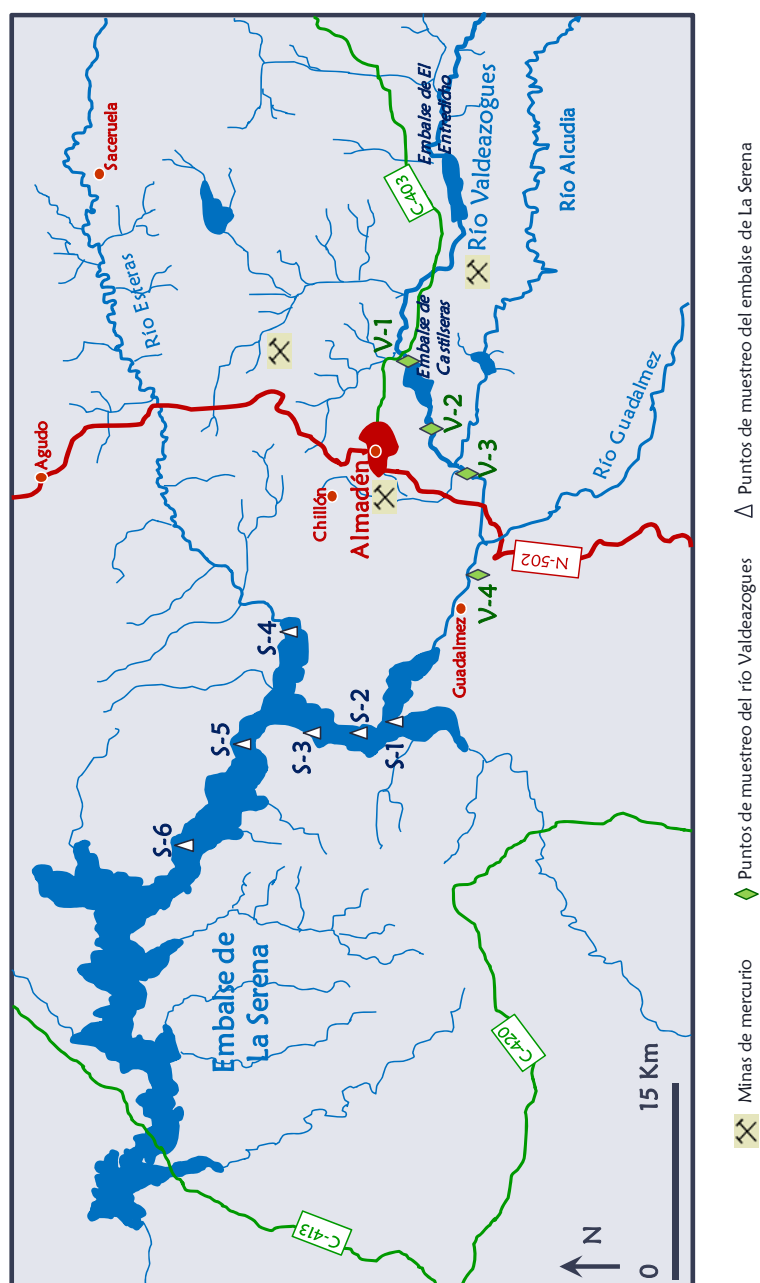 Saceruela
Río Esteras
Agudo
C-403
Embalse de El
Entredicho
Río Valdeazogues
Río Alcudia
V-1
Embalse de
Castilseras
V-2
V-3
Almadén
Chillón
Río Guadalmez
N-502
V-4
Guadalmez
S-4
S-5
S-3
S-2
S-1
S-6
Embalse de
La Serena
C-420
C-413
N
0
15 Km
Minas de mercurio
Puntos de muestreo del río Valdeazogues
Puntos de muestreo del embalse de La Serena